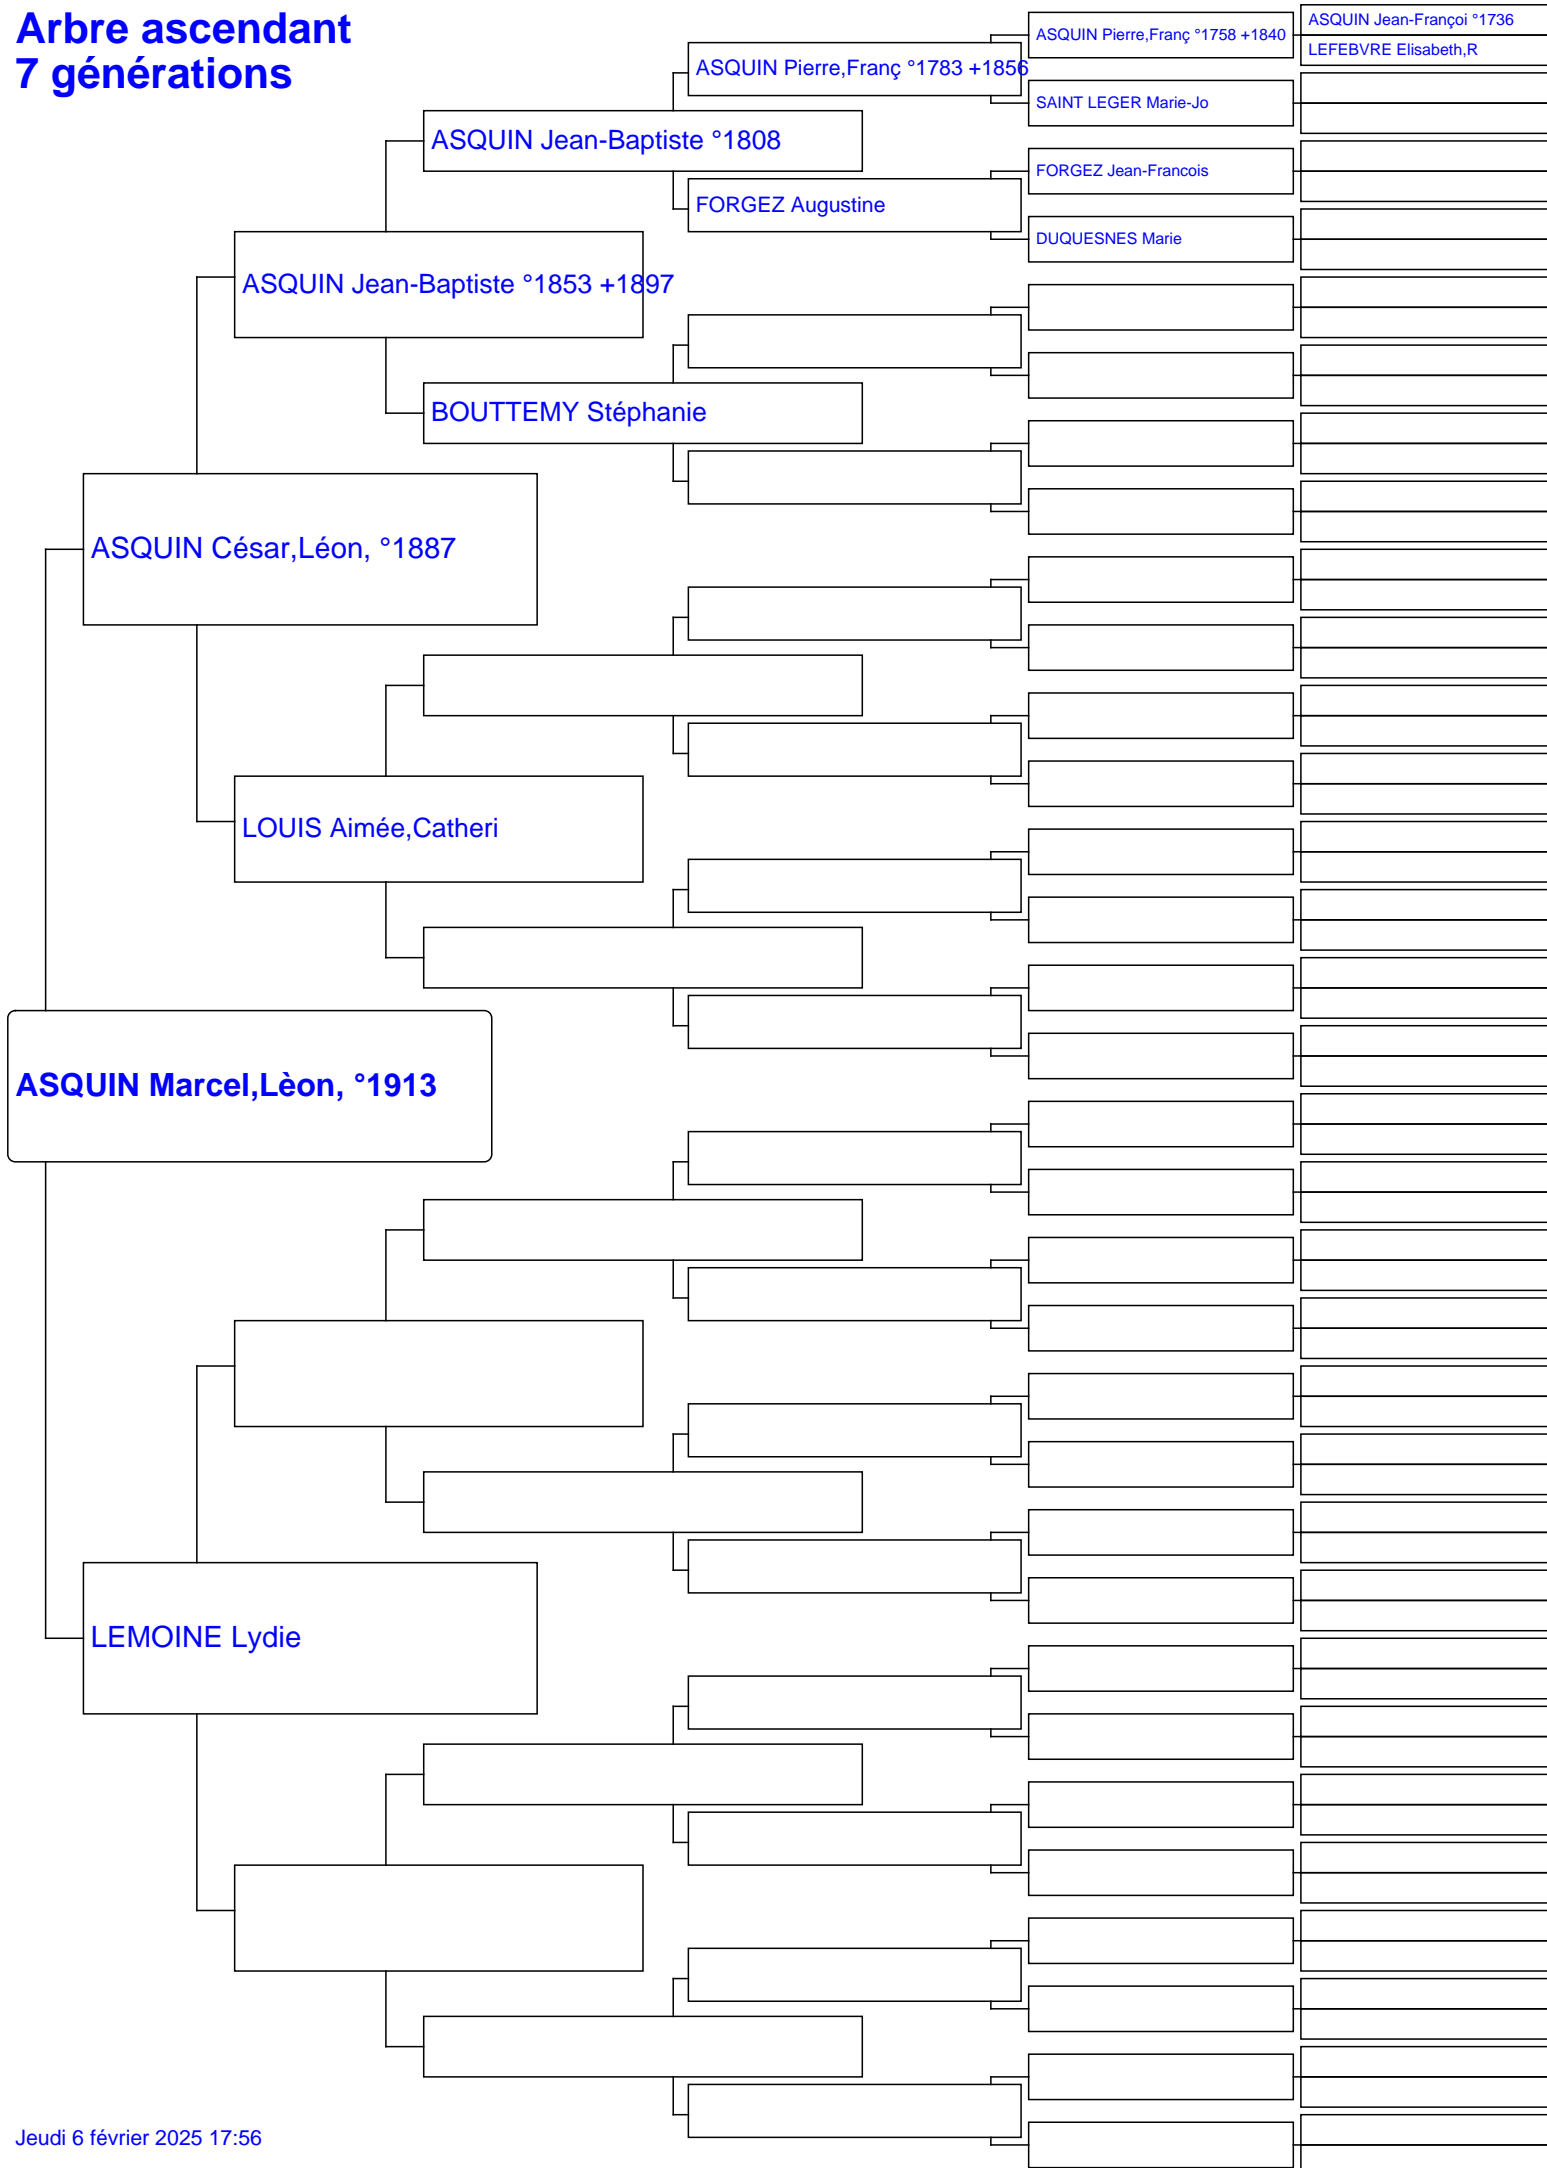 Arbre ascendant
7 générations
ASQUIN Jean-Françoi °1736
ASQUIN Pierre,Franç °1758 +1840
LEFEBVRE Elisabeth,R
ASQUIN Pierre,Franç °1783 +1856
SAINT LEGER Marie-Jo
ASQUIN Jean-Baptiste °1808
FORGEZ Jean-Francois
FORGEZ Augustine
DUQUESNES Marie
ASQUIN Jean-Baptiste °1853 +1897
BOUTTEMY Stéphanie
ASQUIN César,Léon, °1887
LOUIS Aimée,Catheri
ASQUIN Marcel,Lèon, °1913
LEMOINE Lydie
Jeudi 6 février 2025 17:56